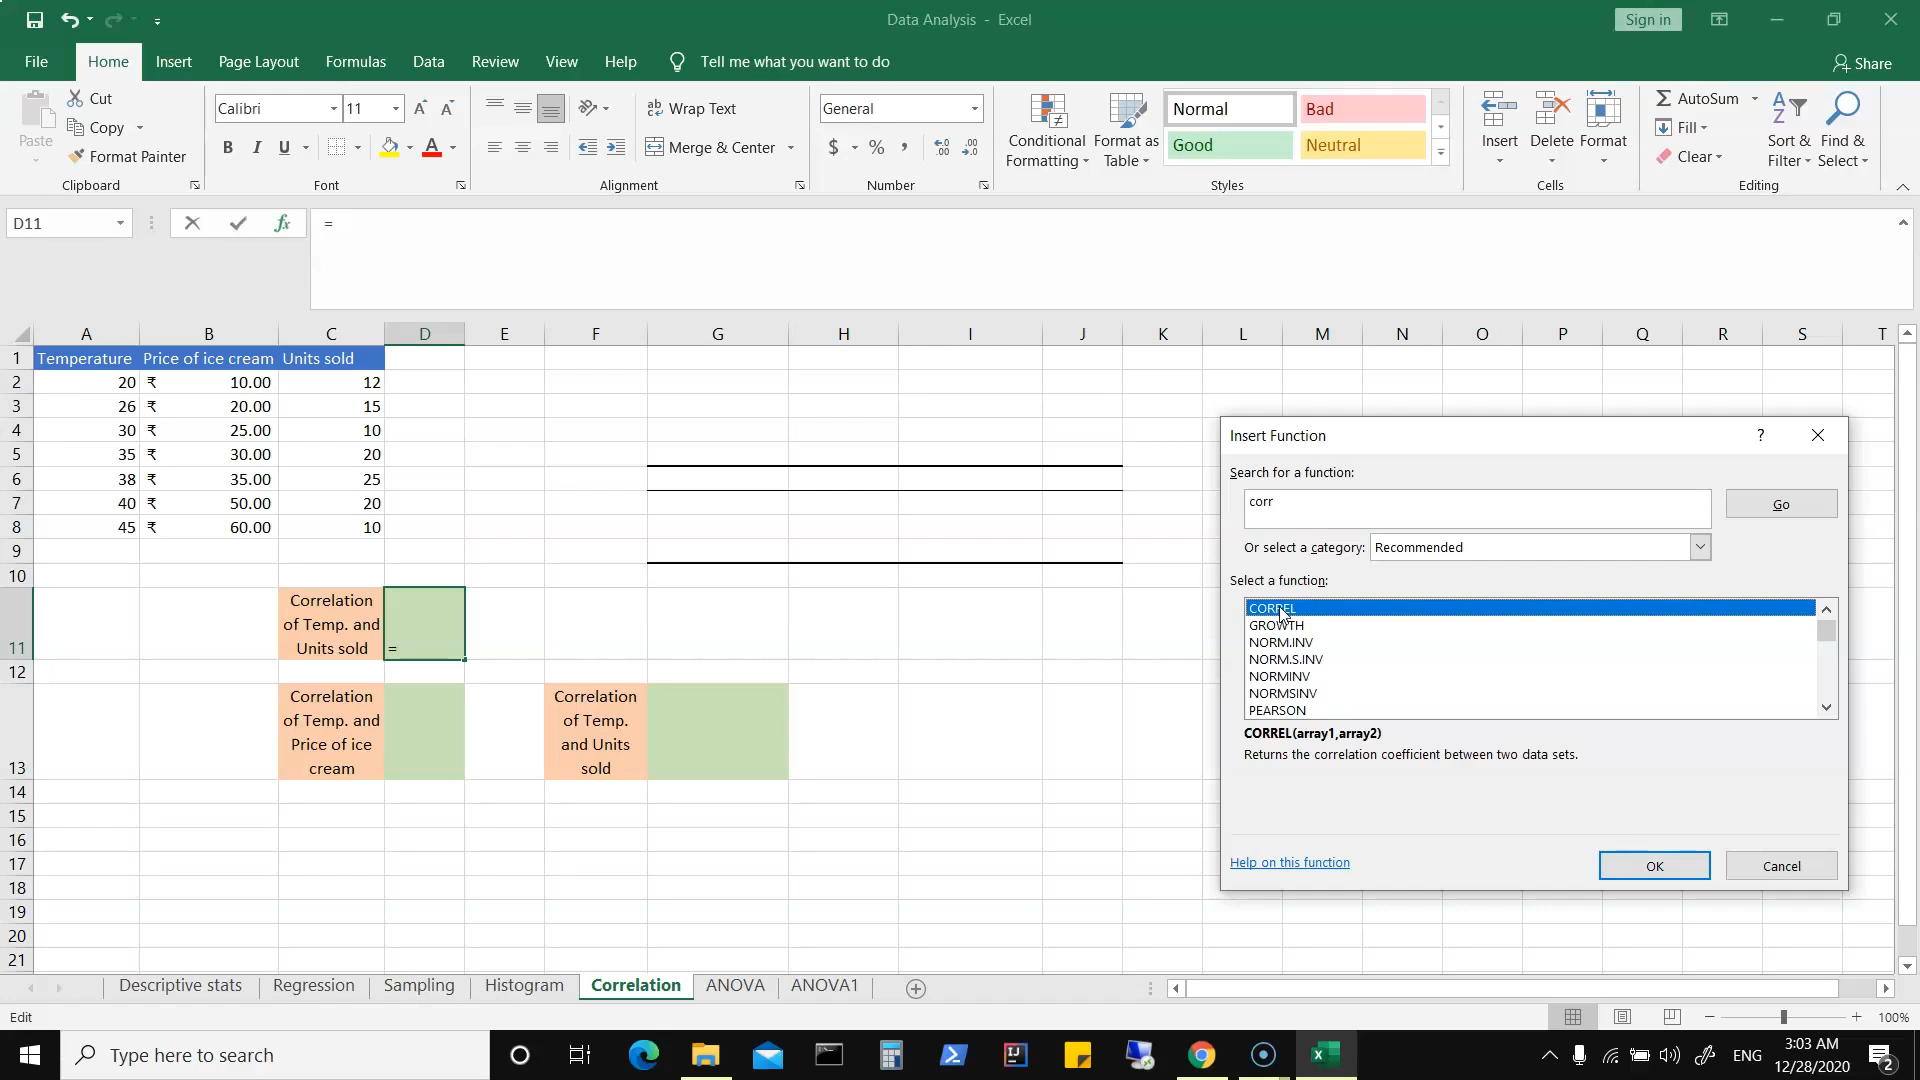 Data Analysis - Excel
Sign in
File
Home
Insert
Page Layout
Formulas
Data
Review
View
Help
Tell me what you want to do
Share
Paste
Cut
Copy
Format Painter
Clipboard
Calibri
11
B I U
Font
Wrap Text
Merge & Center
Alignment
General
$ % ,
Number
Conditional
Formatting
Format as
Table
Normal
Bad
Good
Neutral
Styles
Insert
Delete
Format
Cells
AutoSum
Fill
Clear
Sort &
Filter
Find &
Select
Editing
D11
fx
=
A B C D E F G H I J K L M N O P Q R S T
1 Temperature Price of ice cream Units sold
2 20 ₹ 10.00 12
3 26 ₹ 20.00 15
4 30 ₹ 25.00 10
5 35 ₹ 30.00 20
6 38 ₹ 35.00 25
7 40 ₹ 50.00 20
8 45 ₹ 60.00 10
9
10
Correlation
of Temp. and
11 Units sold =
12
Correlation
of Temp. and
Price of ice
13 cream
Correlation
of Temp.
and Units
sold
14
15
16
17
18
19
20
21
Insert Function
?
Search for a function:
corr
Go
Or select a category: Recommended
Select a function:
CORREL
GROWTH
NORM.INV
NORM.S.INV
NORMINV
NORMSINV
PEARSON
CORREL(array1,array2)
Returns the correlation coefficient between two data sets.
Help on this function
OK
Cancel
Descriptive stats
Regression
Sampling
Histogram
Correlation
ANOVA
ANOVA1
Edit
100%
Type here to search
ENG
3:03 AM
12/28/2020
2